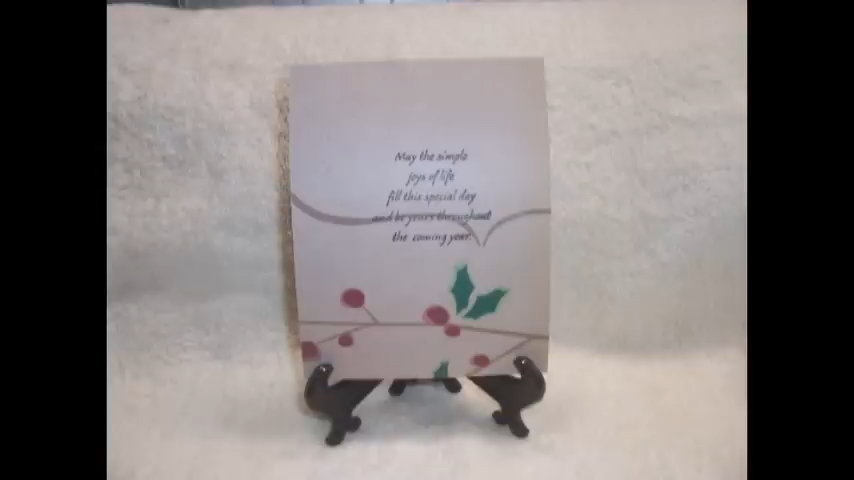 May the simple
joys of life
fill this special day
and be yours throughout
the coming year.